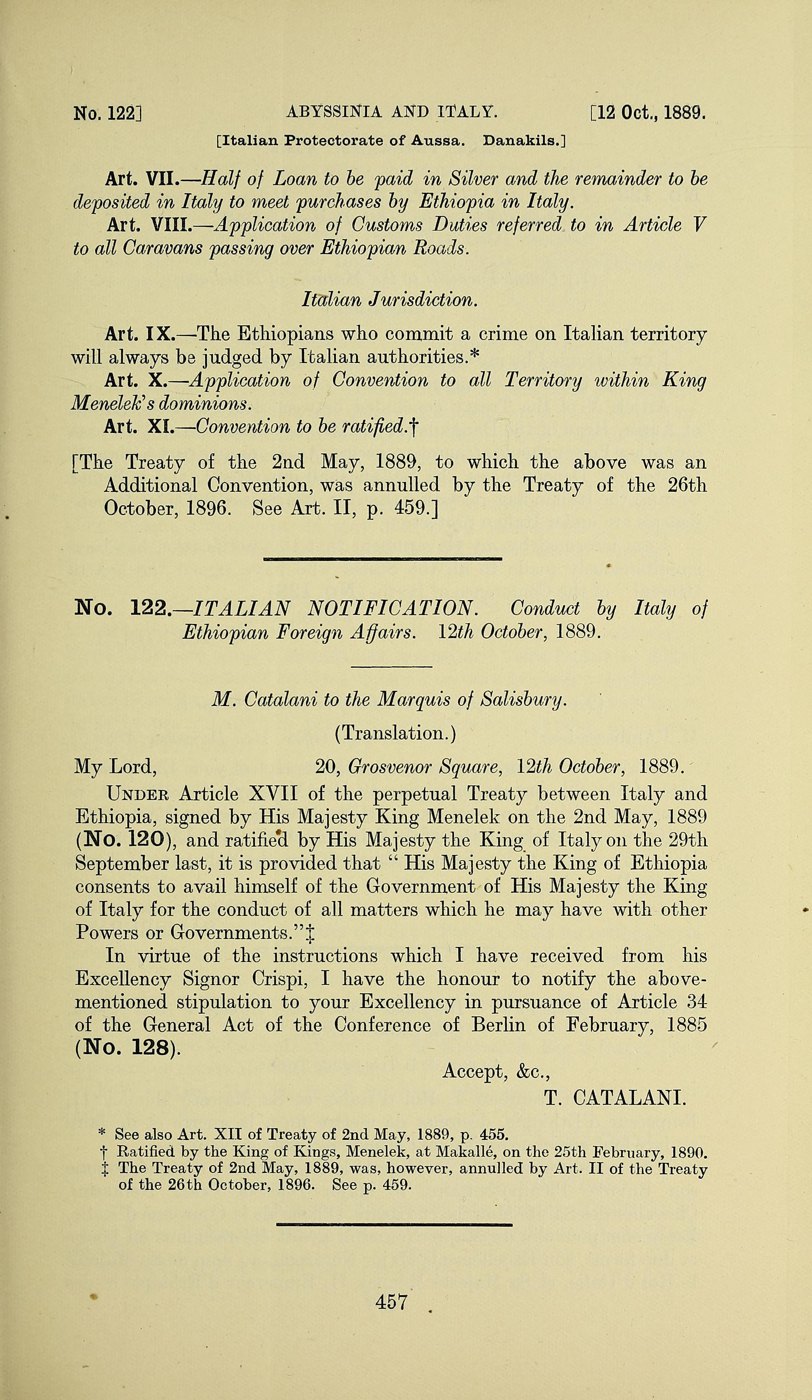 No. 122] ABYSSINIA AND ITALY. [12 Oct., 1889.
[Italian Protectorate of Aussa. Danakils.]
Art. VII.—Half of Loan to be paid in Silver and the remainder to be
deposited in Italy to meet purchases by Ethiopia in Italy.
Art. VIII.—Application of Customs Duties referred to in Article V
to all Caravans passing over Ethiopian Roads.
Italian Jurisdiction.
Art. IX.—The Ethiopians who commit a crime on Italian territory
will always be judged by Italian authorities.*
Art. X.—Application of Convention to all Territory within King
Menelek's dominions.
Art. XI.—Convention to be ratified.†
[The Treaty of the 2nd May, 1889, to which the above was an
Additional Convention, was annulled by the Treaty of the 26th
October, 1896. See Art. II, p. 459.]
No. 122.—ITALIAN NOTIFICATION. Conduct by Italy of
Ethiopian Foreign Affairs. 12th October, 1889.
M. Catalani to the Marquis of Salisbury.
(Translation.)
My Lord, 20, Grosvenor Square, 12th October, 1889.
UNDER Article XVII of the perpetual Treaty between Italy and
Ethiopia, signed by His Majesty King Menelek on the 2nd May, 1889
(No. 120), and ratified by His Majesty the King of Italy on the 29th
September last, it is provided that “ His Majesty the King of Ethiopia
consents to avail himself of the Government of His Majesty the King
of Italy for the conduct of all matters which he may have with other
Powers or Governments.”‡
In virtue of the instructions which I have received from his
Excellency Signor Crispi, I have the honour to notify the above-
mentioned stipulation to your Excellency in pursuance of Article 34
of the General Act of the Conference of Berlin of February, 1885
(No. 128).
Accept, &c.,
T. CATALANI.
* See also Art. XII of Treaty of 2nd May, 1889, p. 455.
† Ratified by the King of Kings, Menelek, at Makallé, on the 25th February, 1890.
‡ The Treaty of 2nd May, 1889, was, however, annulled by Art. II of the Treaty
of the 26th October, 1896. See p. 459.
457